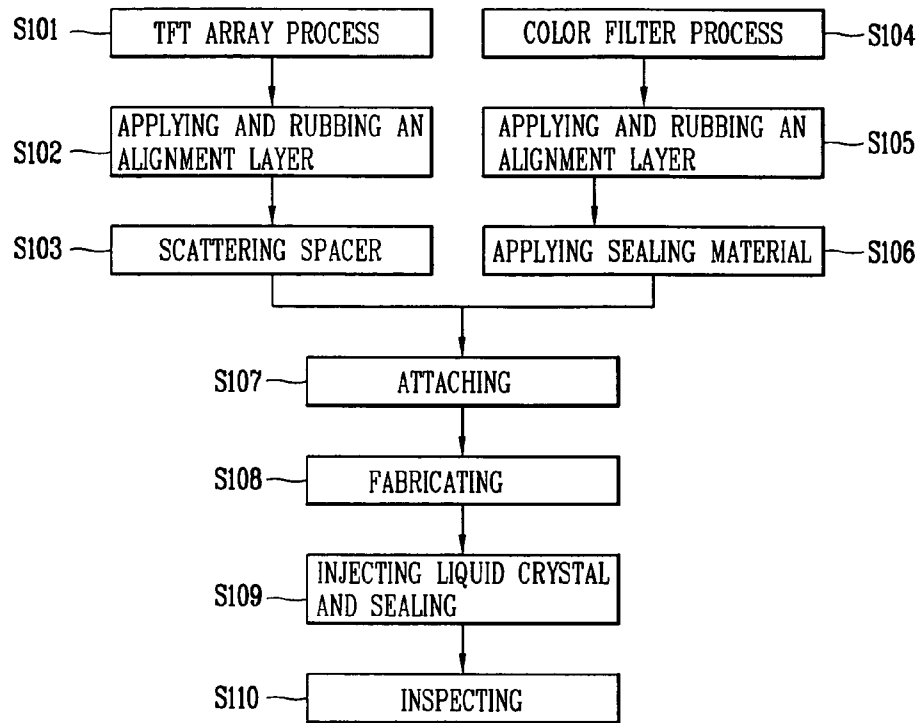 S101
TFT ARRAY PROCESS
COLOR FILTER PROCESS
S104
S102
APPLYING AND RUBBING AN
ALIGNMENT LAYER
APPLYING AND RUBBING AN
ALIGNMENT LAYER
S105
S103
SCATTERING SPACER
APPLYING SEALING MATERIAL
S106
S107
ATTACHING
S108
FABRICATING
S109
INJECTING LIQUID CRYSTAL
AND SEALING
S110
INSPECTING